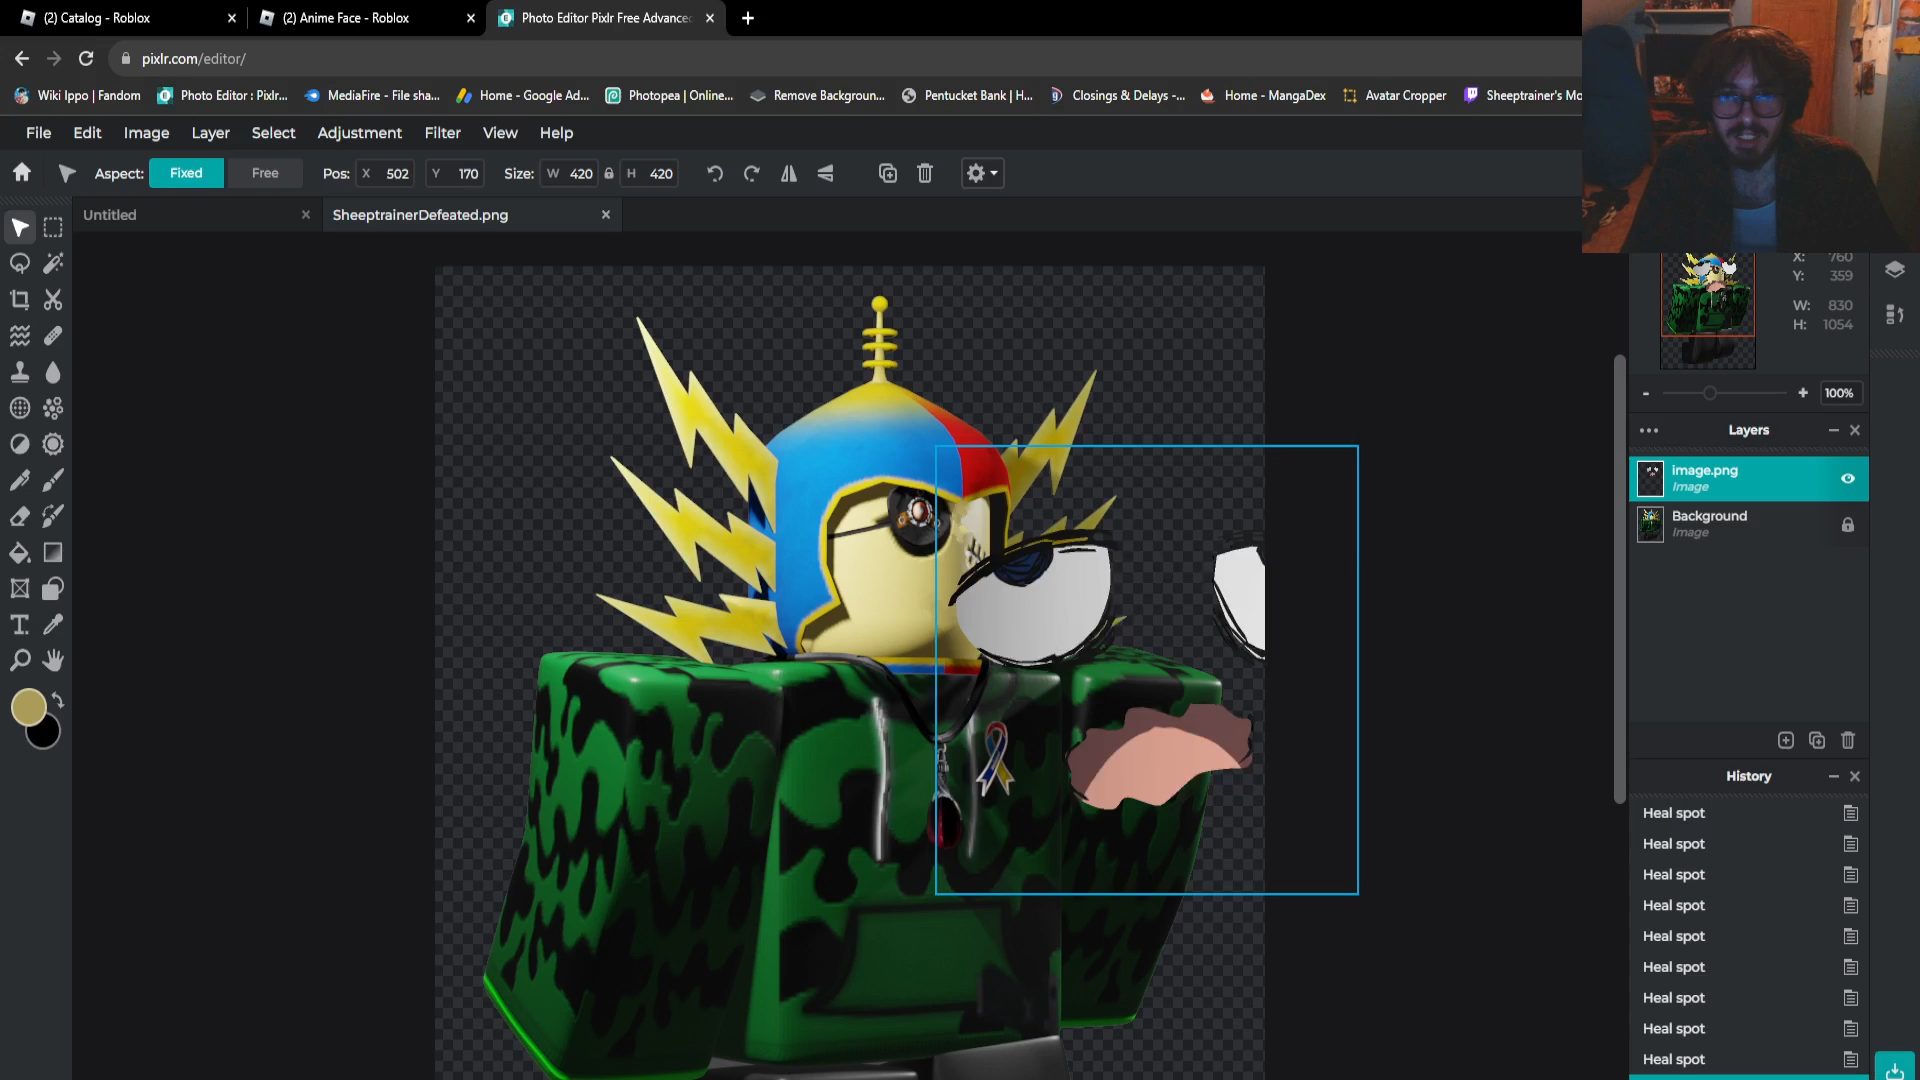 (2) Catalog - Roblox
(2) Anime Face - Roblox
Photo Editor Pixlr Free Advance
pixlr.com/editor/
Wiki Ippo | Fandom
Photo Editor : Pixlr...
MediaFire - File sha...
Home - Google Ad...
Photopea | Online...
Remove Backgroun...
Pentucket Bank | H...
Closings & Delays -...
Home - MangaDex
Avatar Cropper
Sheeptrainer's Mo
File
Edit
Image
Layer
Select
Adjustment
Filter
View
Help
Aspect:
Fixed
Free
Pos:
X 502
Y 170
Size:
W 420
H 420
Untitled
SheeptrainerDefeated.png
X: 760
Y: 359
W: 830
H: 1054
- + 100%
Layers
image.png
Image
Background
Image
History
Heal spot
Heal spot
Heal spot
Heal spot
Heal spot
Heal spot
Heal spot
Heal spot
Heal spot